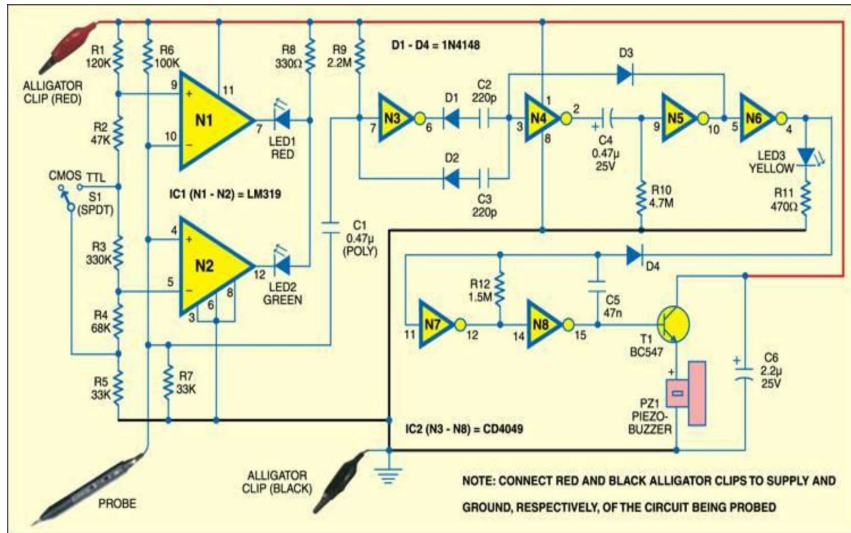 R1
120K
R6
100K
R8
330Ω
R9
2.2M
D1 - D4 = 1N4148
D3
ALLIGATOR
CLIP (RED)
9
+
11
N1
7
10
−
LED1
RED
R2
47K
CMOS TTL
S1
(SPDT)
IC1 (N1 - N2) = LM319
7
N3
6
D1
C2
220p
D2
C3
220p
1
3
N4
2
8
+
C4
0.47µ
25V
9
N5
10
5
N6
4
LED3
YELLOW
R10
4.7M
R11
470Ω
C1
0.47µ
(POLY)
R3
330K
4
+
N2
12
5
−
3
6
8
LED2
GREEN
R4
68K
R5
33K
R7
33K
11
N7
12
R12
1.5M
14
N8
15
C5
47n
D4
T1
BC547
+
C6
2.2µ
25V
+
PZ1
PIEZO-
BUZZER
IC2 (N3 - N8) = CD4049
PROBE
ALLIGATOR
CLIP (BLACK)
NOTE: CONNECT RED AND BLACK ALLIGATOR CLIPS TO SUPPLY AND
GROUND, RESPECTIVELY, OF THE CIRCUIT BEING PROBED